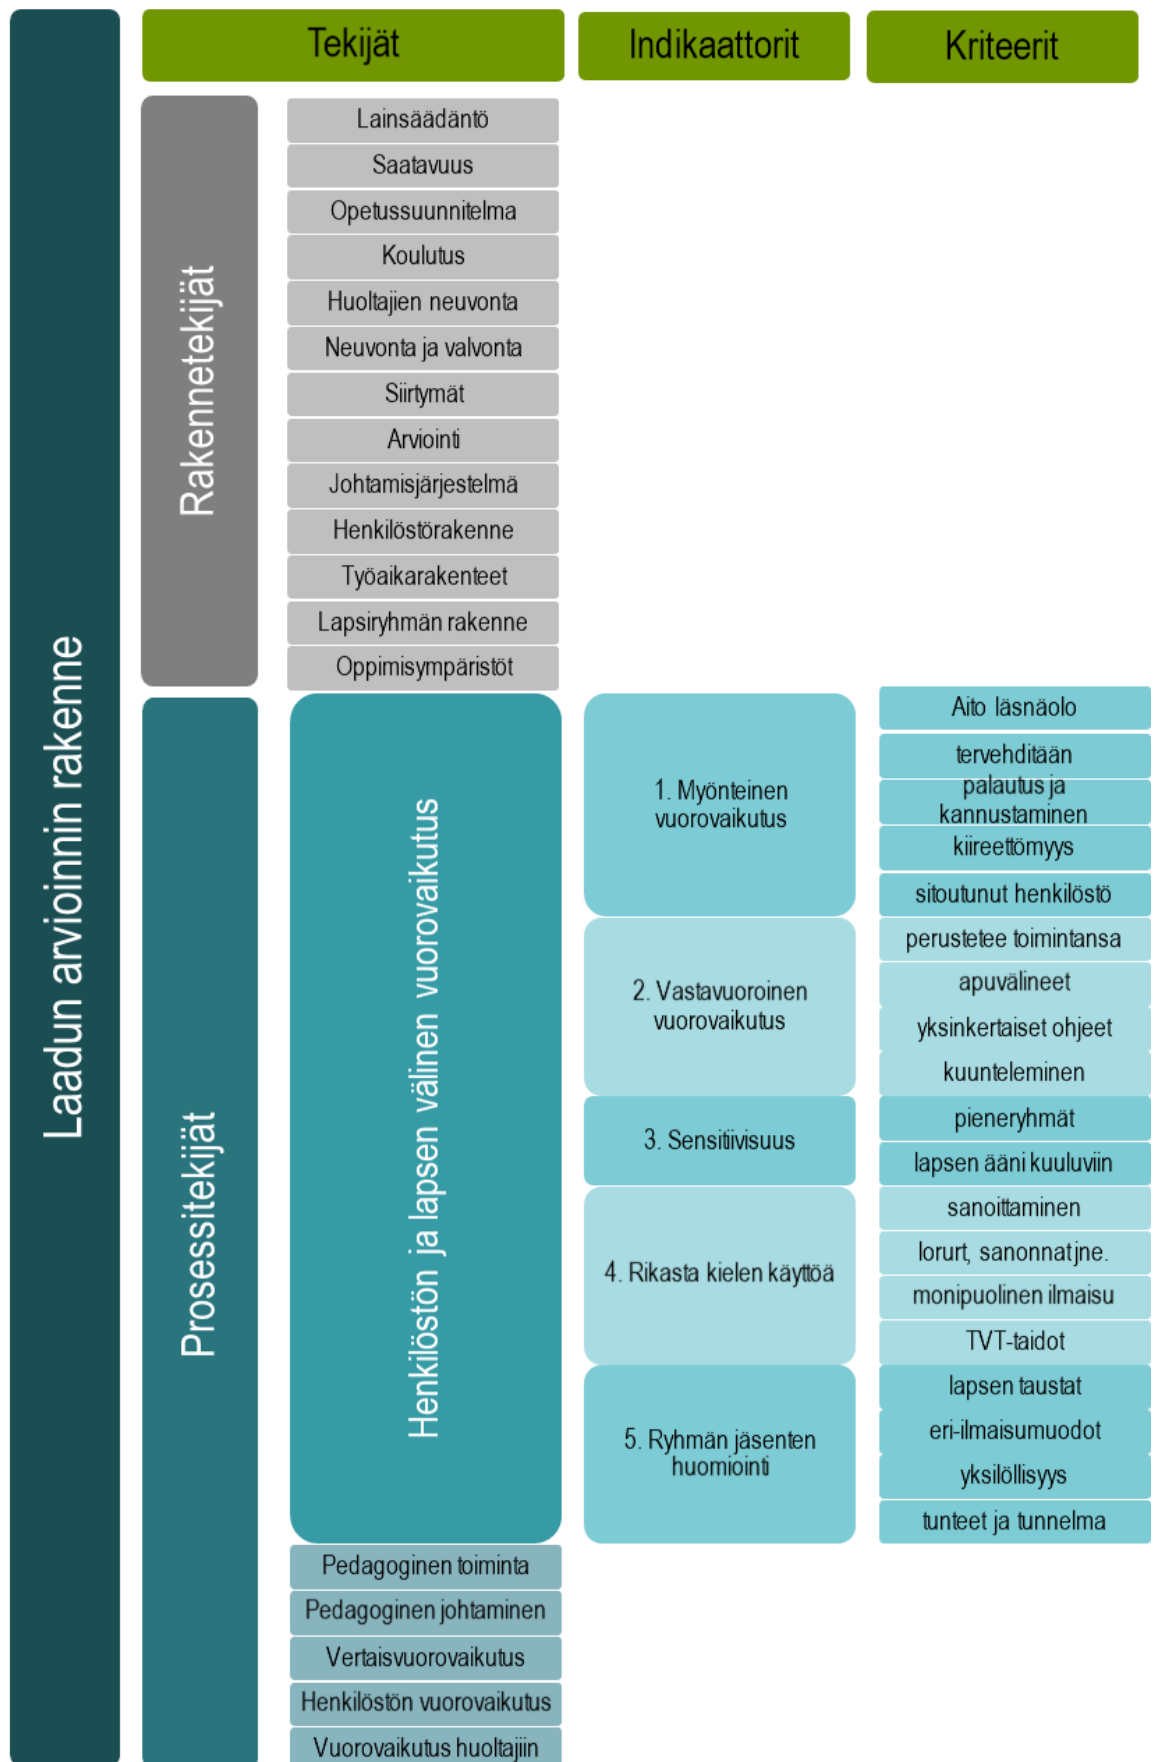 Laadun arvioinnin rakenne
Tekijät
Indikaattorit
Kriteerit
Rakennetekijät
Lainsäädäntö
Saatavuus
Opetussuunnitelma
Koulutus
Huoltajien neuvonta
Neuvonta ja valvonta
Siirtymät
Arviointi
Johtamisjärjestelmä
Henkilöstörakenne
Työaikarakenteet
Lapsiryhmän rakenne
Oppimisympäristöt
Prosessitekijät
Henkilöstön ja lapsen välinen vuorovaikutus
1. Myönteinen
vuorovaikutus
Aito läsnäolo
tervehditään
palautus ja
kannustaminen
kiireettömyys
sitoutunut henkilöstö
2. Vastavuoroinen
vuorovaikutus
perustetee toimintansa
apuvälineet
yksinkertaiset ohjeet
kuunteleminen
3. Sensitiivisuus
pieneryhmät
lapsen ääni kuuluviin
4. Rikasta kielen käyttöä
sanoittaminen
lorurt, sanonnat jne.
monipuolinen ilmaisu
TVT-taidot
5. Ryhmän jäsenten
huomiointi
lapsen taustat
eri-ilmaisumuodot
yksilöllisyys
tunteet ja tunnelma
Pedagoginen toiminta
Pedagoginen johtaminen
Vertaisvuorovaikutus
Henkilöstön vuorovaikutus
Vuorovaikutus huoltajiin